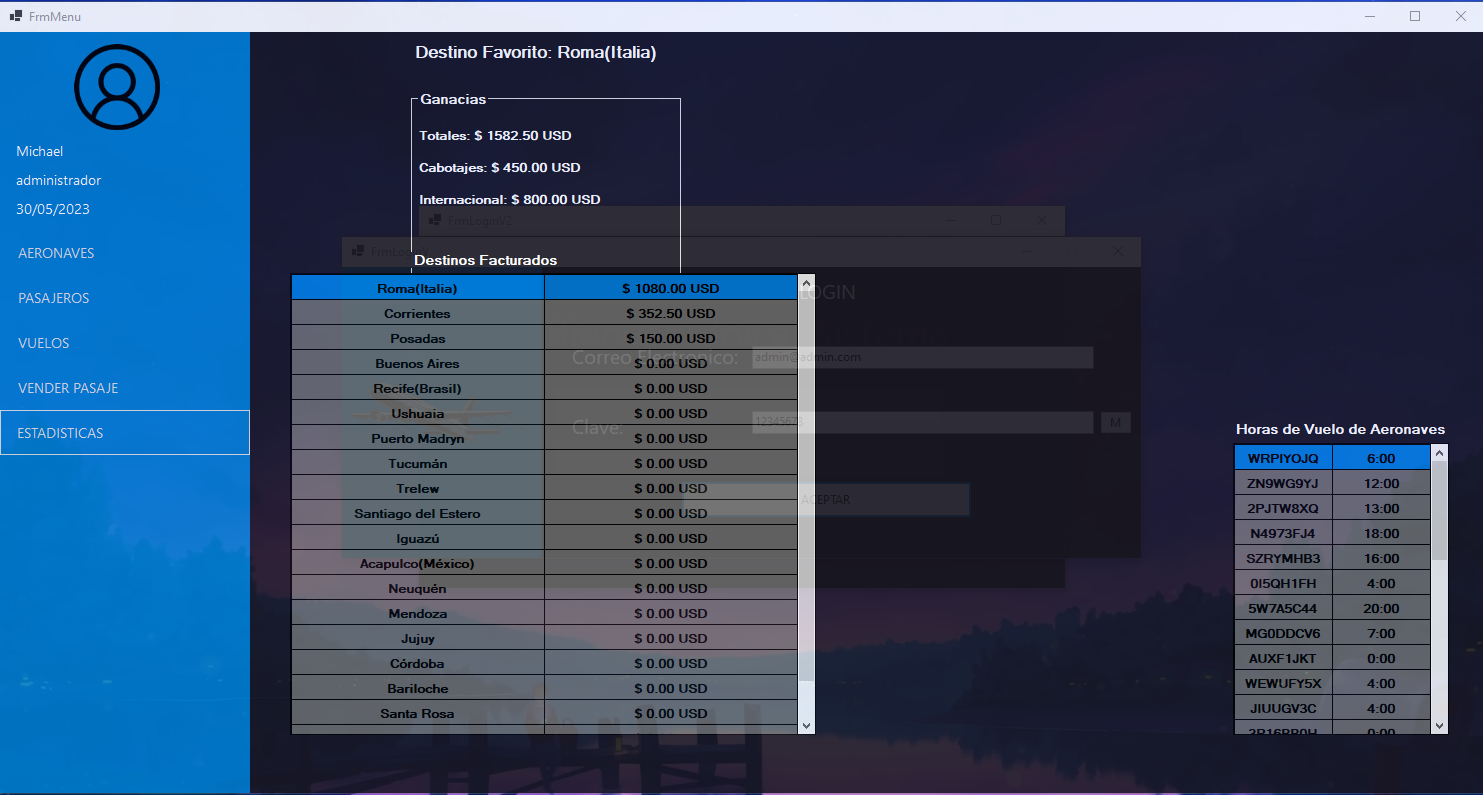 FrmMenu
Michael
administrador
30/05/2023
AERONAVES
PASAJEROS
VUELOS
VENDER PASAJE
ESTADISTICAS
Destino Favorito: Roma(Italia)
Ganacias
Totales: $ 1582.50 USD
Cabotajes: $ 450.00 USD
Internacional: $ 800.00 USD
FrmLoginV2
Destinos Facturados
Roma(Italia) $ 1080.00 USD
Corrientes $ 352.50 USD
Posadas $ 150.00 USD
Buenos Aires $ 0.00 USD
Recife(Brasil) $ 0.00 USD
Ushuaia $ 0.00 USD
Puerto Madryn $ 0.00 USD
Tucumán $ 0.00 USD
Trelew $ 0.00 USD
Santiago del Estero $ 0.00 USD
Iguazú $ 0.00 USD
Acapulco(México) $ 0.00 USD
Neuquén $ 0.00 USD
Mendoza $ 0.00 USD
Jujuy $ 0.00 USD
Córdoba $ 0.00 USD
Bariloche $ 0.00 USD
Santa Rosa $ 0.00 USD
LOGIN
Correo Electronico: admin@admin.com
Clave: 12345678 M
ACEPTAR
Horas de Vuelo de Aeronaves
WRPIYOJQ 6:00
ZN9WG9YJ 12:00
2PJTW8XQ 13:00
N4973FJ4 18:00
SZRYMHB3 16:00
0I5QH1FH 4:00
5W7A5C44 20:00
MG0DDCV6 7:00
AUXF1JKT 0:00
WEWUFY5X 4:00
JIUUGV3C 4:00
0:00